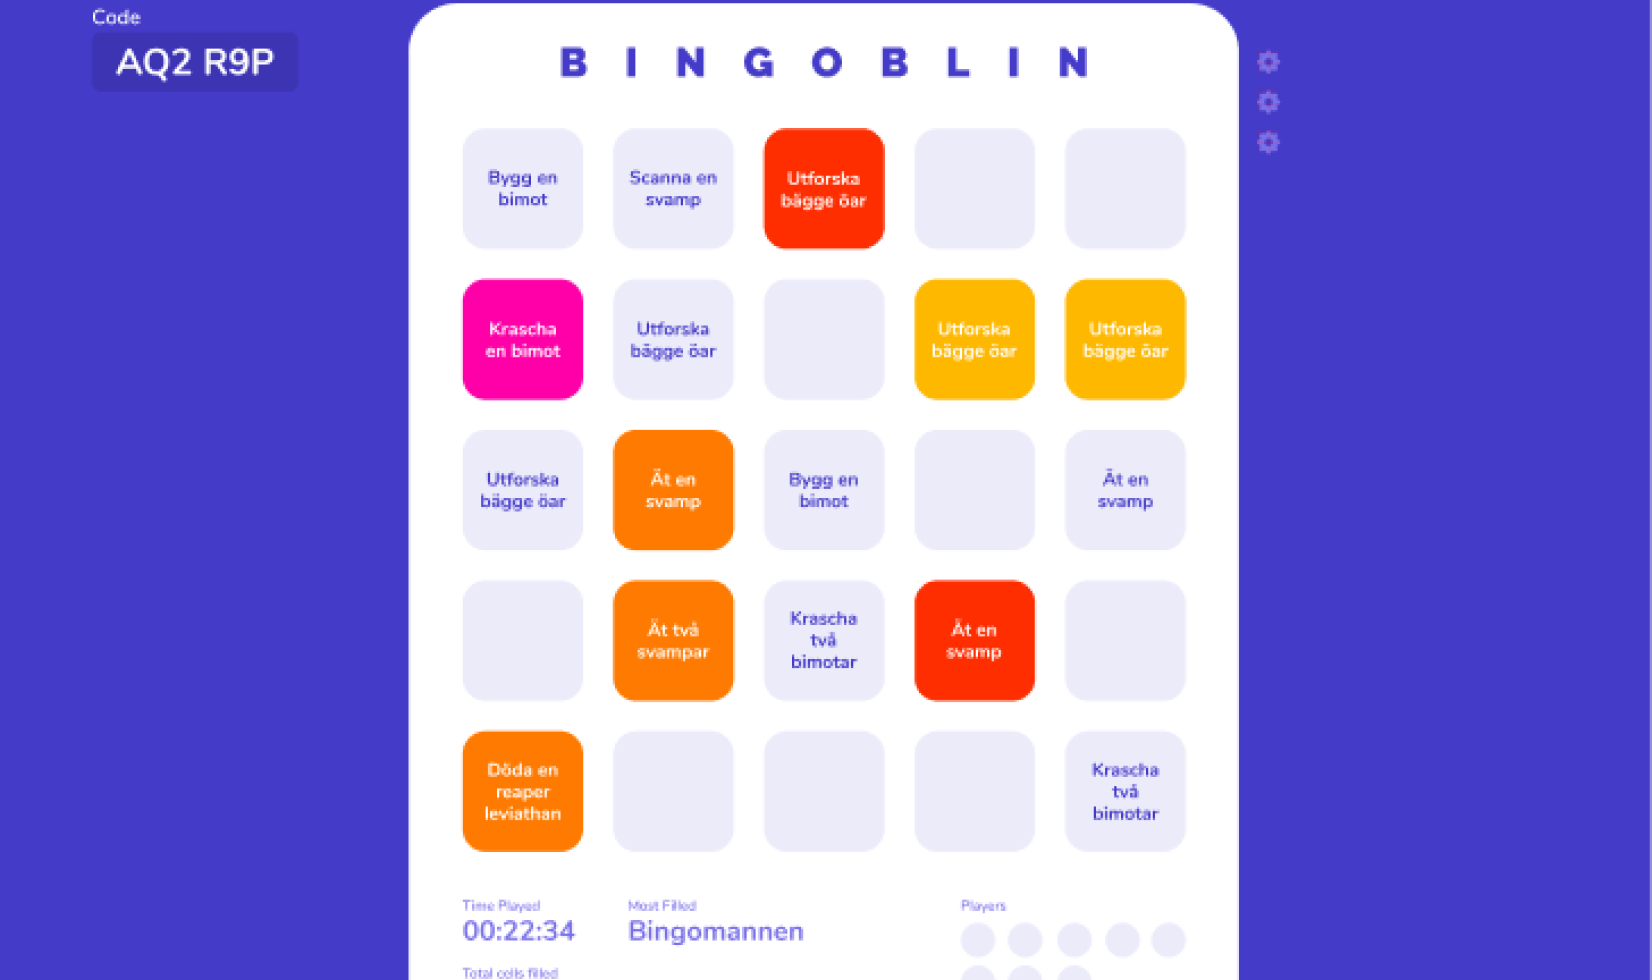 Code
AQ2 R9P
BINGOBLIN
Bygg en
bimot
Scanna en
svamp
Utforska
bägge öar
Krascha
en bimot
Utforska
bägge öar
Utforska
bägge öar
Utforska
bägge öar
Utforska
bägge öar
Ät en
svamp
Bygg en
bimot
Ät en
svamp
Ät två
svampar
Krascha
två
bimotar
Ät en
svamp
Döda en
reaper
leviathan
Krascha
två
bimotar
Time Played
00:22:34
Most Filled
Bingomannen
Players
Total cells filled